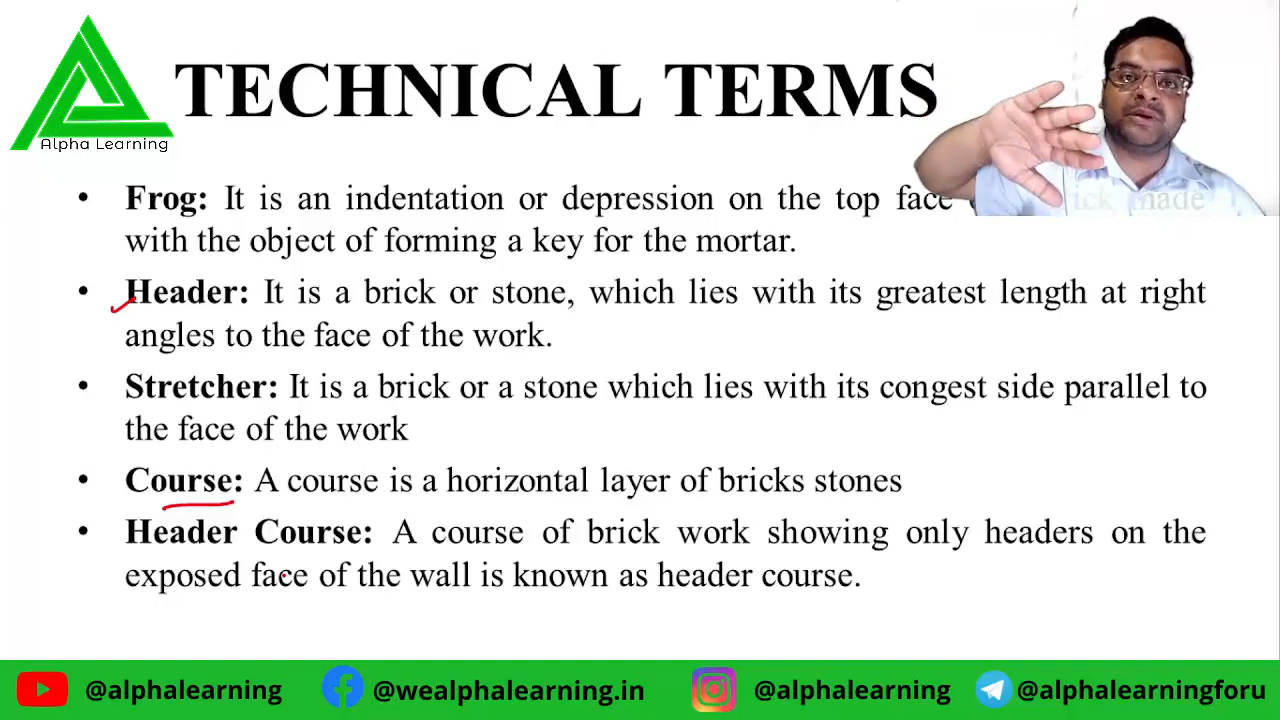 TECHNICAL TERMS
Alpha Learning
• Frog: It is an indentation or depression on the top face made
with the object of forming a key for the mortar.
• Header: It is a brick or stone, which lies with its greatest length at right
angles to the face of the work.
• Stretcher: It is a brick or a stone which lies with its congest side parallel to
the face of the work
• Course: A course is a horizontal layer of bricks stones
• Header Course: A course of brick work showing only headers on the
exposed face of the wall is known as header course.
@alphalearning @wealphalearning.in @alphalearning @alphalearningforu